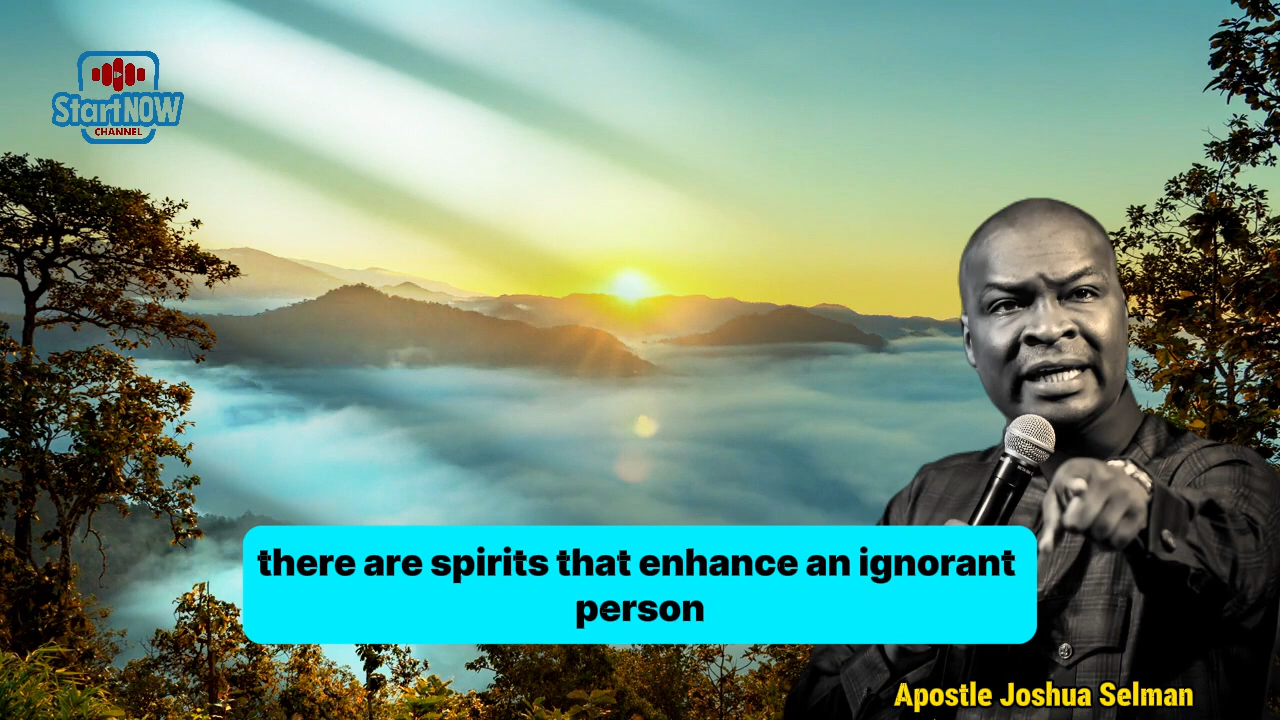 StartNOW
CHANNEL
there are spirits that enhance an ignorant
person
Apostle Joshua Selman